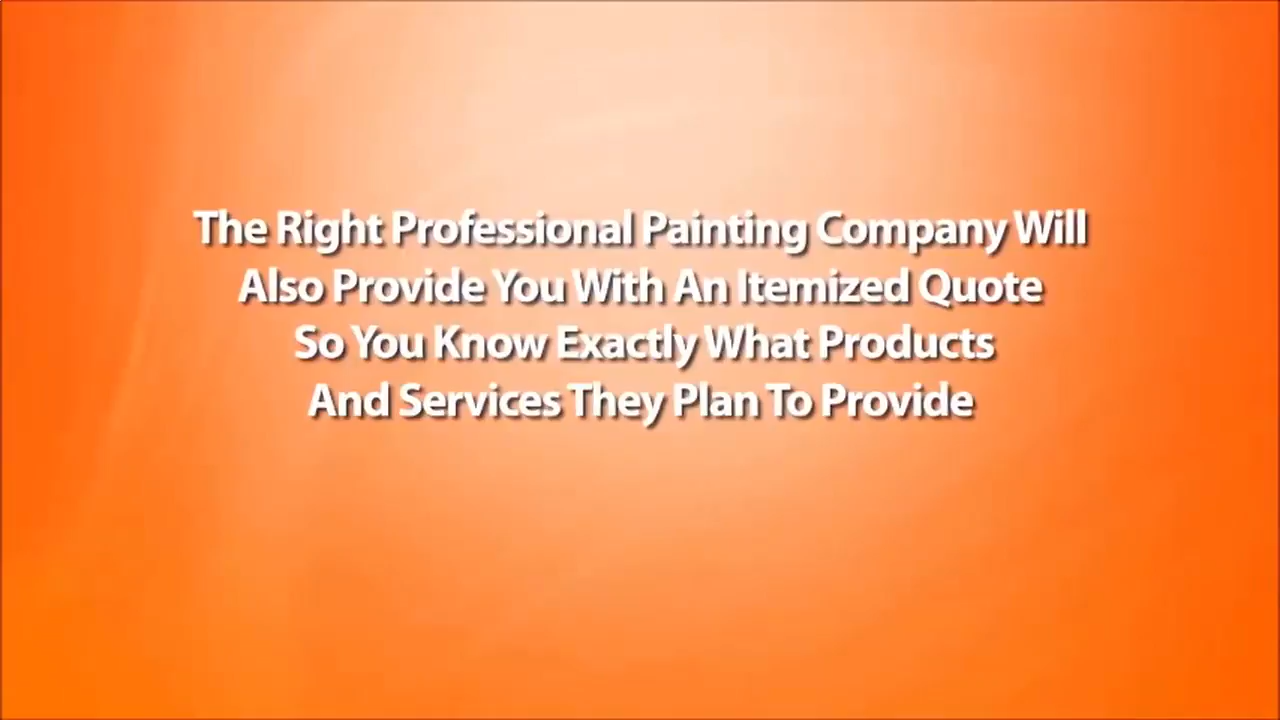 The Right Professional Painting Company Will
Also Provide You With An Itemized Quote
So You Know Exactly What Products
And Services They Plan To Provide